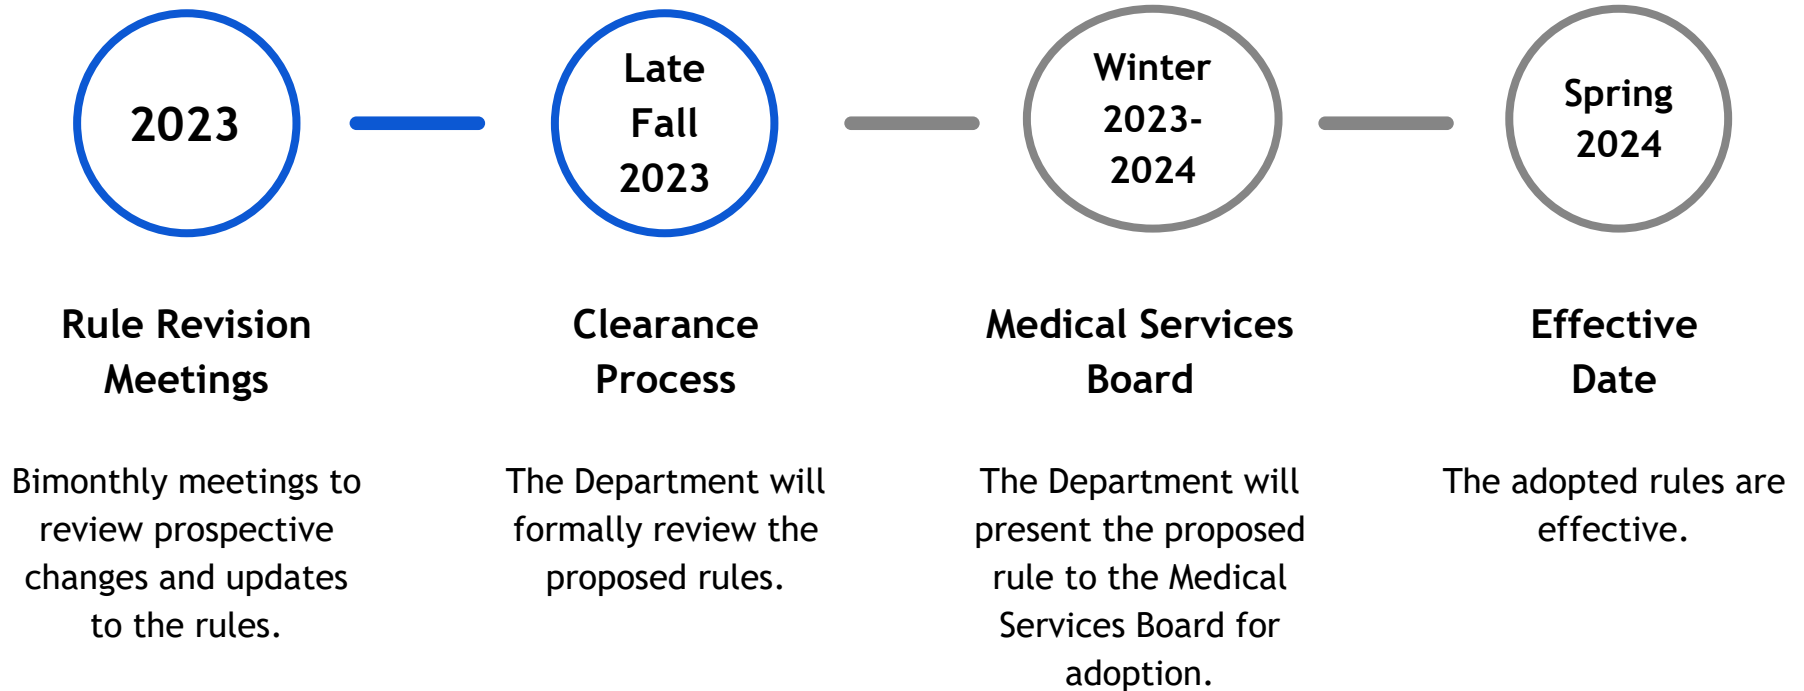 2023
Late
Fall
2023
Winter
2023-
2024
Spring
2024
Rule Revision
Meetings
Clearance
Process
Medical Services
Board
Effective
Date
Bimonthly meetings to
review prospective
changes and updates
to the rules.
The Department will
formally review the
proposed rules.
The Department will
present the proposed
rule to the Medical
Services Board for
adoption.
The adopted rules are
effective.